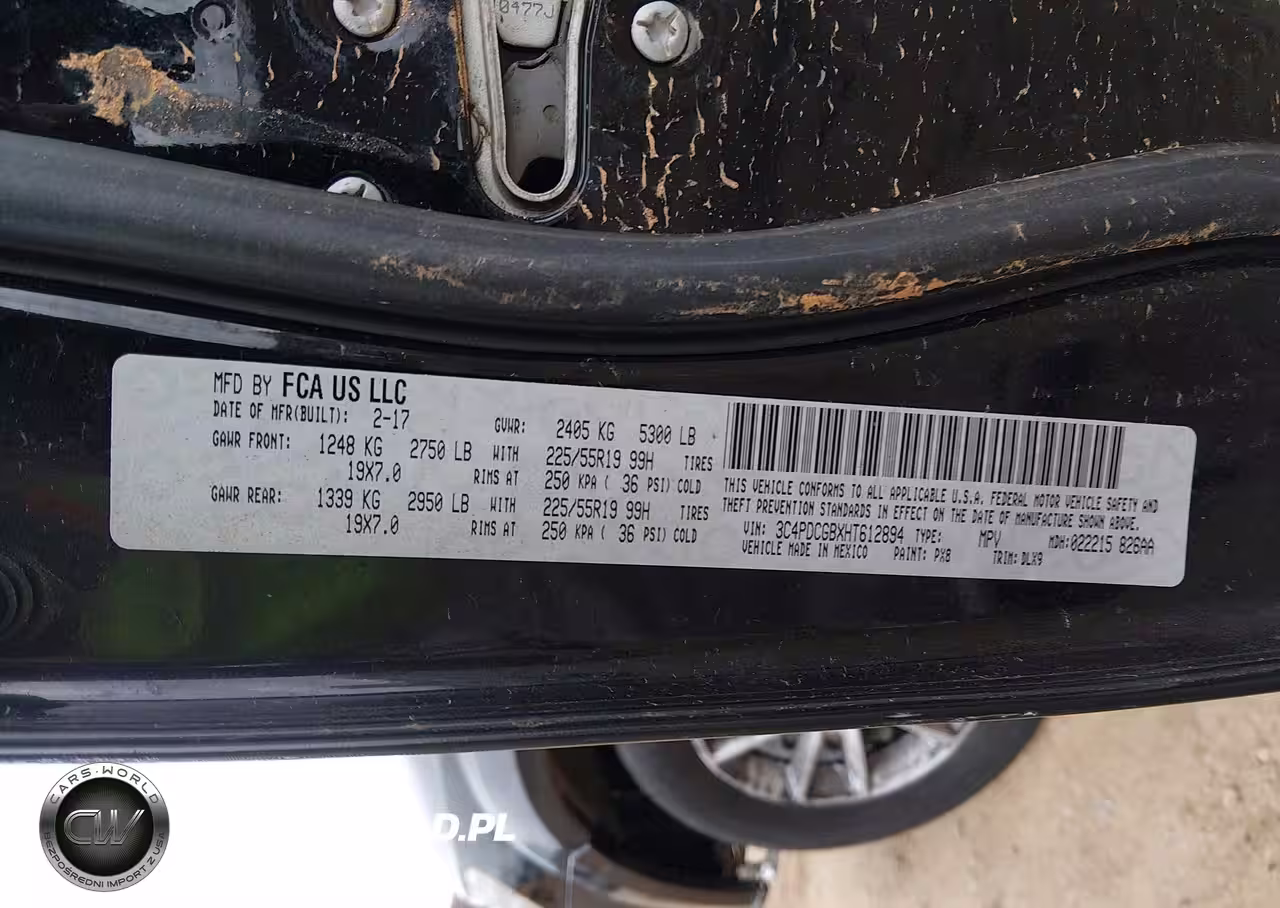 0477J
MFD BY FCA US LLC
DATE OF MFR(BUILT): 2-17 GVWR: 2405 KG 5300 LB
GAWR FRONT: 1248 KG 2750 LB WITH 225/55R19 99H TIRES
19X7.0 RIMS AT 250 KPA ( 36 PSI) COLD
GAWR REAR: 1339 KG 2950 LB WITH 225/55R19 99H TIRES
19X7.0 RIMS AT 250 KPA ( 36 PSI) COLD
THIS VEHICLE CONFORMS TO ALL APPLICABLE U.S.A. FEDERAL MOTOR VEHICLE SAFETY AND
THEFT PREVENTION STANDARDS IN EFFECT ON THE DATE OF MANUFACTURE SHOWN ABOVE.
VIN: 3C4PDCGBXHT612894 TYPE: MPV MDH:022215 826AA
VEHICLE MADE IN MEXICO PAINT: PX8 TRIM: DLX9
CARS-WORLD
CW
BEZPOŚREDNI IMPORT Z USA
D.PL